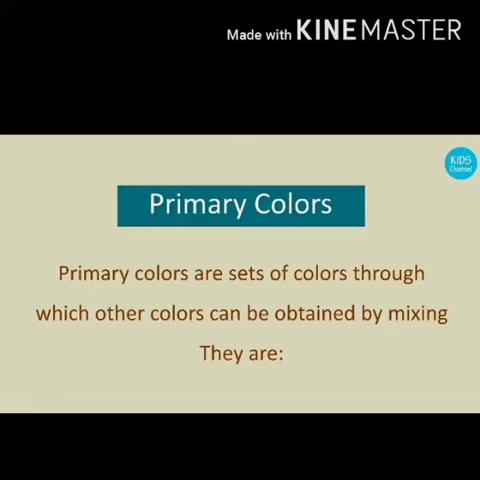 Made with KINEMASTER
KIDS
Channel
Primary Colors
Primary colors are sets of colors through
which other colors can be obtained by mixing
They are: